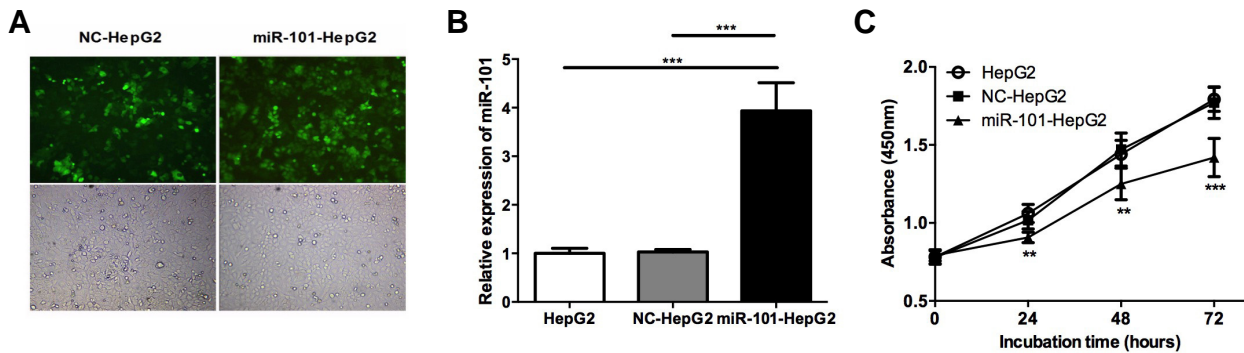 A
NC-HepG2 miR-101-HepG2
B
***
***
Relative expression of miR-101
5
4
3
2
1
0
HepG2 NC-HepG2 miR-101-HepG2
C
HepG2
NC-HepG2
miR-101-HepG2
Absorbance (450nm)
2.0
1.5
1.0
0.5
**
**
***
0 24 48 72
Incubation time (hours)